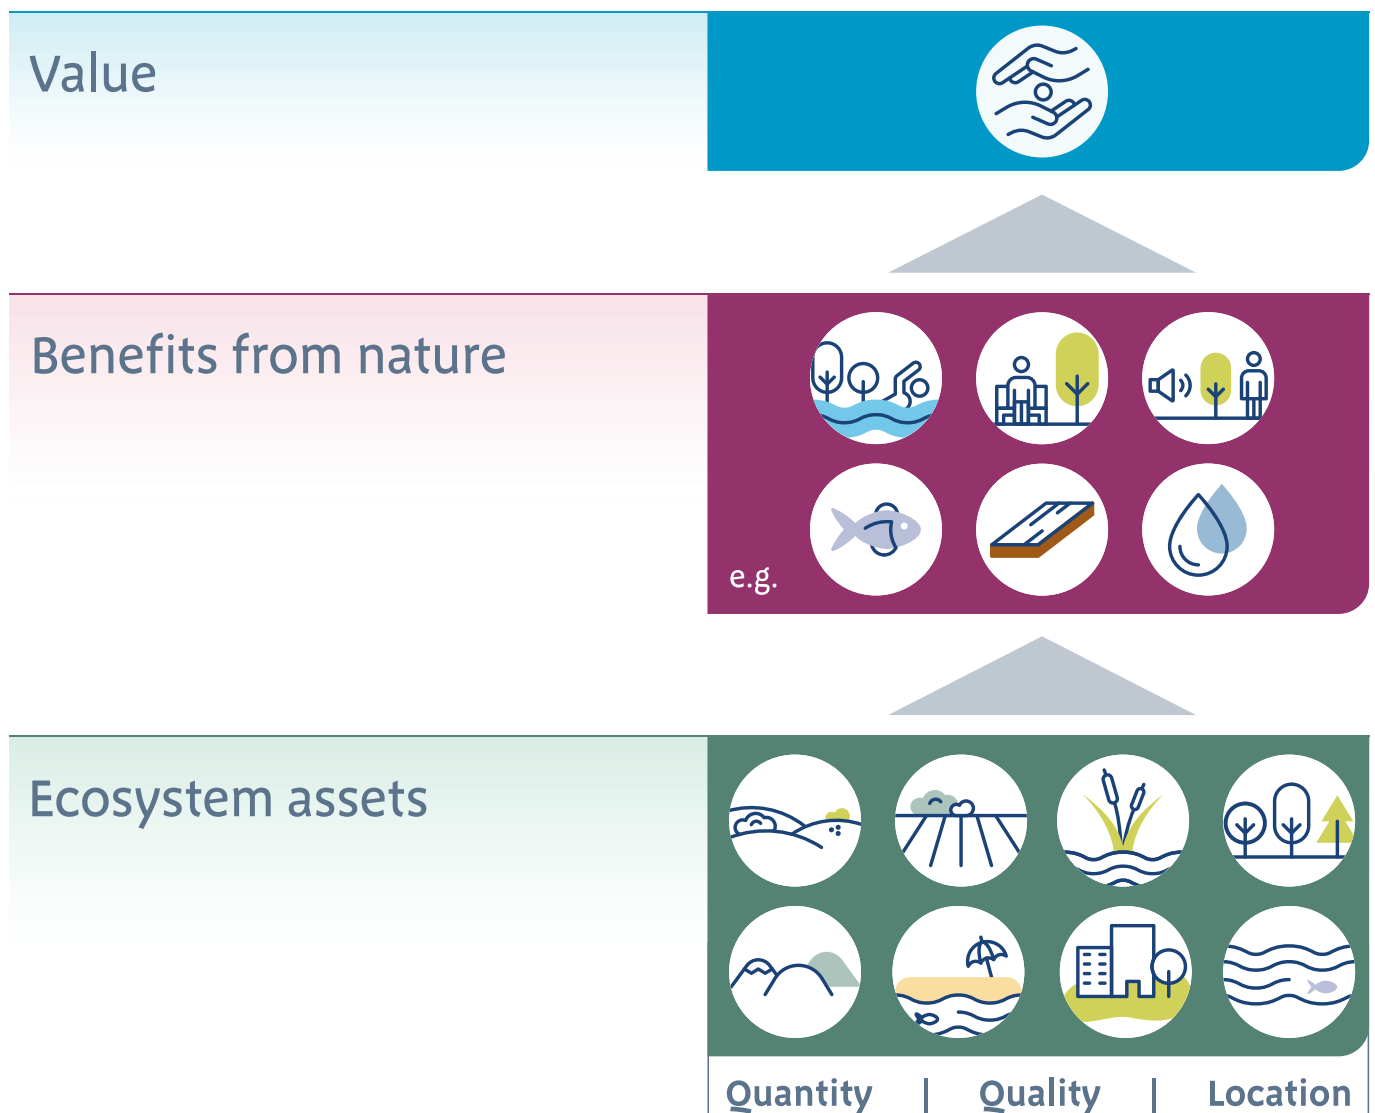 Value
Benefits from nature
e.g.
Ecosystem assets
Quantity | Quality | Location